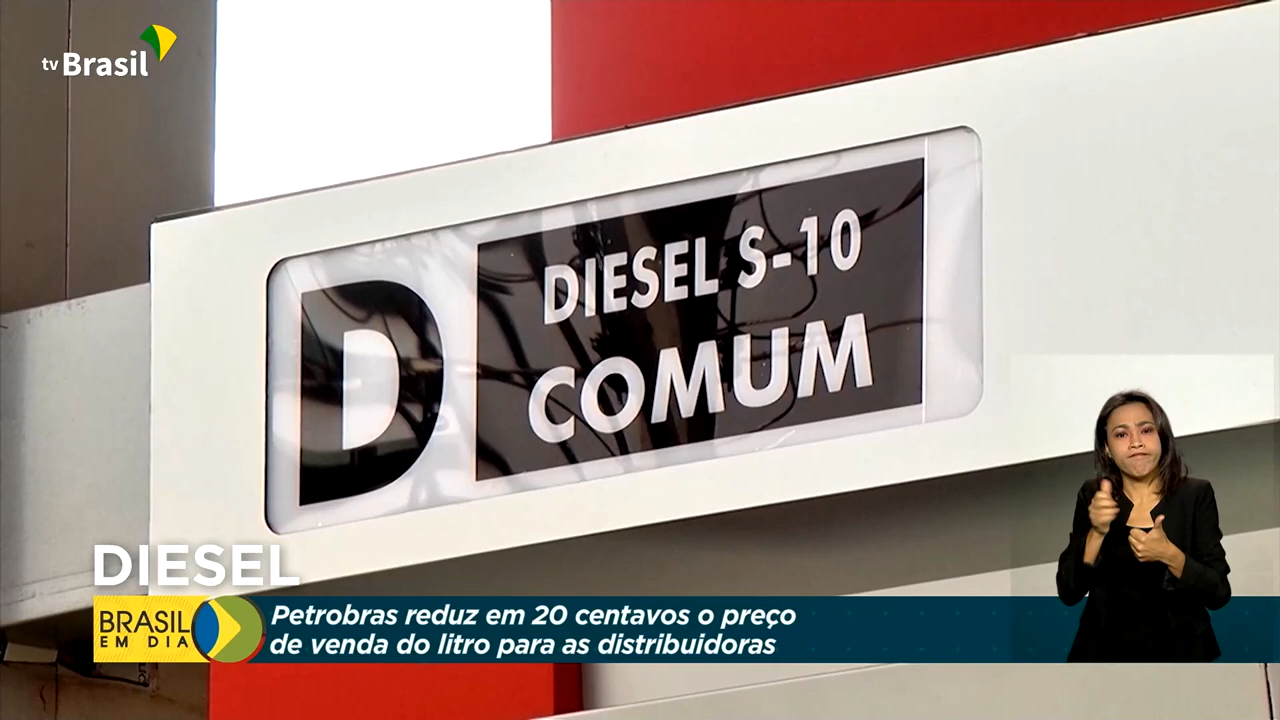 tv Brasil
D
DIESEL S-10
COMUM
DIESEL
BRASIL
EM DIA
Petrobras reduz em 20 centavos o preço
de venda do litro para as distribuidoras